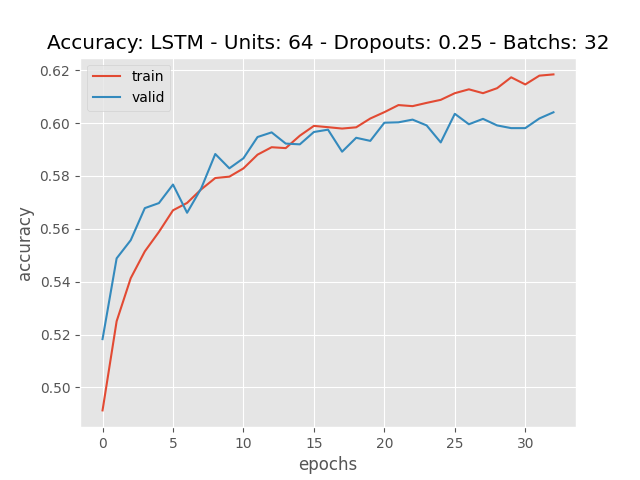 Accuracy: LSTM - Units: 64 - Dropouts: 0.25 - Batchs: 32
train
valid
0.62
0.60
0.58
0.56
0.54
0.52
0.50
accuracy
0 5 10 15 20 25 30
epochs